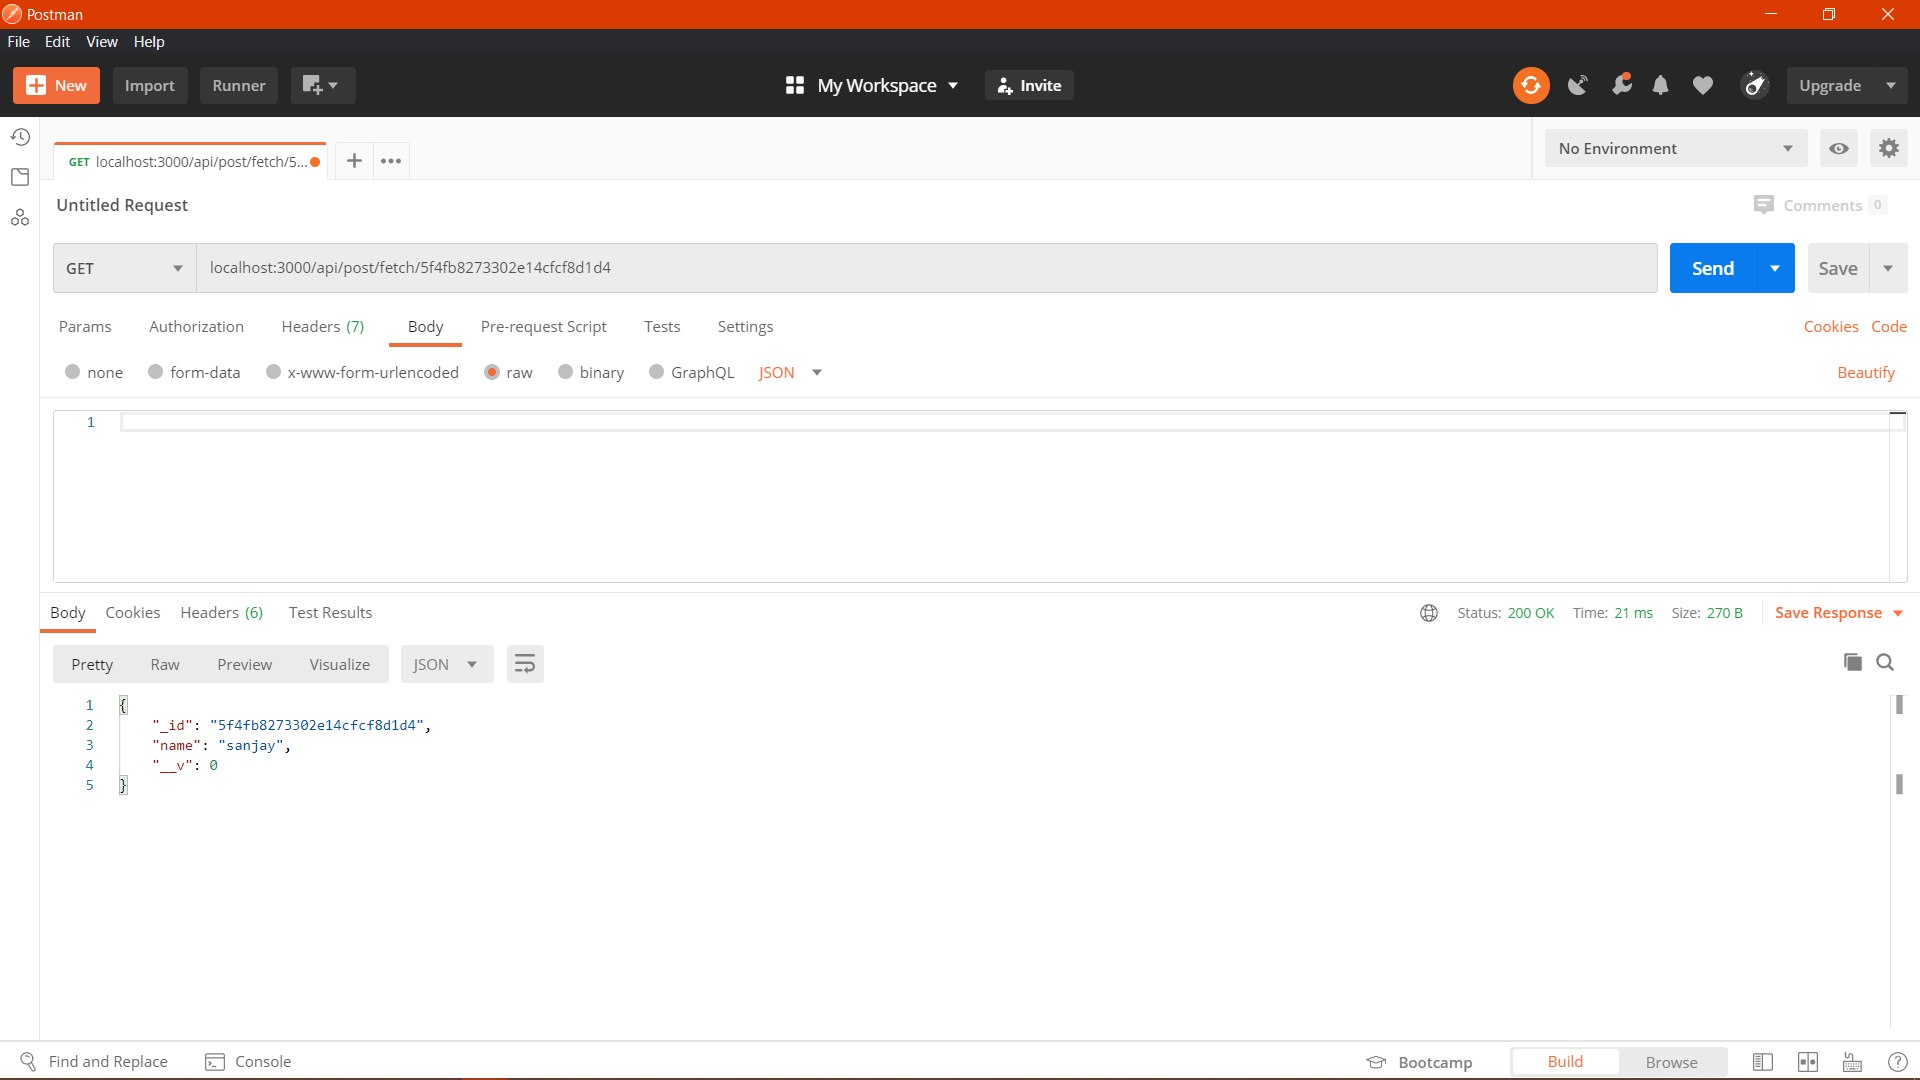 Postman
File Edit View Help
New Import Runner My Workspace Invite Upgrade
GET localhost:3000/api/post/fetch/5... No Environment
Untitled Request Comments 0
GET localhost:3000/api/post/fetch/5f4fb8273302e14cfcf8d1d4 Send Save
Params Authorization Headers (7) Body Pre-request Script Tests Settings Cookies Code
none form-data x-www-form-urlencoded raw binary GraphQL JSON Beautify
1
Body Cookies Headers (6) Test Results Status: 200 OK Time: 21 ms Size: 270 B Save Response
Pretty Raw Preview Visualize JSON
1 {
2 "_id": "5f4fb8273302e14cfcf8d1d4",
3 "name": "sanjay",
4 "__v": 0
5 }
Find and Replace Console Bootcamp Build Browse